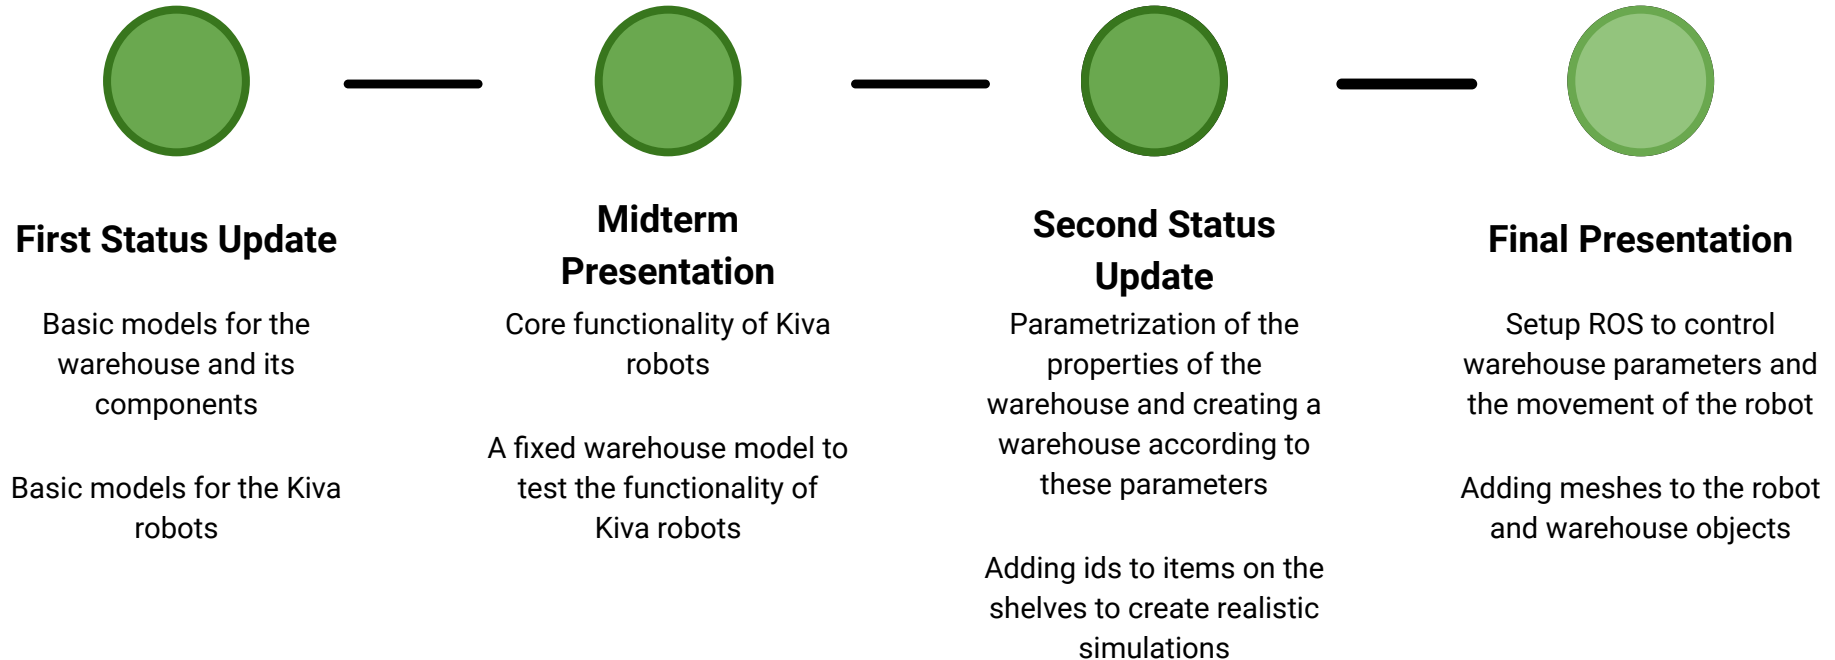 First Status Update
Basic models for the
warehouse and its
components
Basic models for the Kiva
robots
Midterm
Presentation
Core functionality of Kiva
robots
A fixed warehouse model to
test the functionality of
Kiva robots
Second Status
Update
Parametrization of the
properties of the
warehouse and creating a
warehouse according to
these parameters
Adding ids to items on the
shelves to create realistic
simulations
Final Presentation
Setup ROS to control
warehouse parameters and
the movement of the robot
Adding meshes to the robot
and warehouse objects